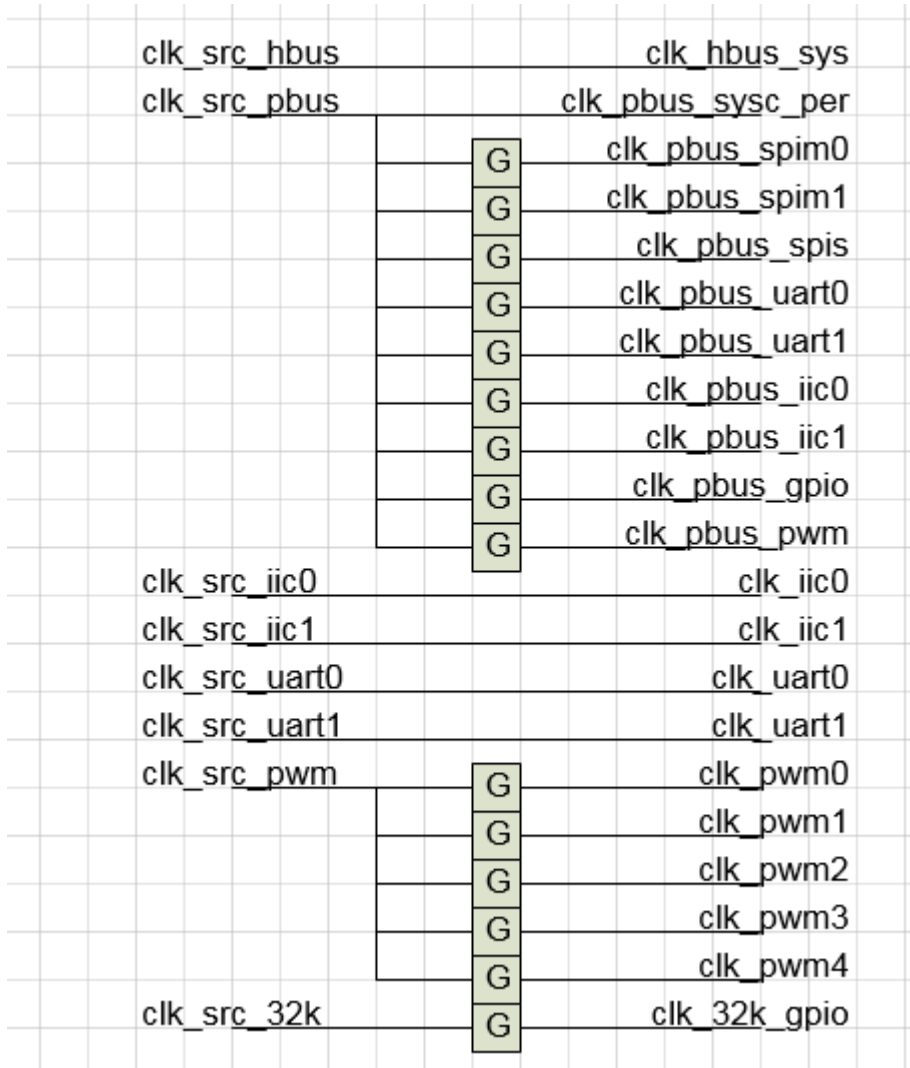 clk_src_hbus clk_hbus_sys
clk_src_pbus clk_pbus_sysc_per
G clk_pbus_spim0
G clk_pbus_spim1
G clk_pbus_spis
G clk_pbus_uart0
G clk_pbus_uart1
G clk_pbus_iic0
G clk_pbus_iic1
G clk_pbus_gpio
G clk_pbus_pwm
clk_src_iic0 clk_iic0
clk_src_iic1 clk_iic1
clk_src_uart0 clk_uart0
clk_src_uart1 clk_uart1
clk_src_pwm G clk_pwm0
G clk_pwm1
G clk_pwm2
G clk_pwm3
G clk_pwm4
clk_src_32k G clk_32k_gpio